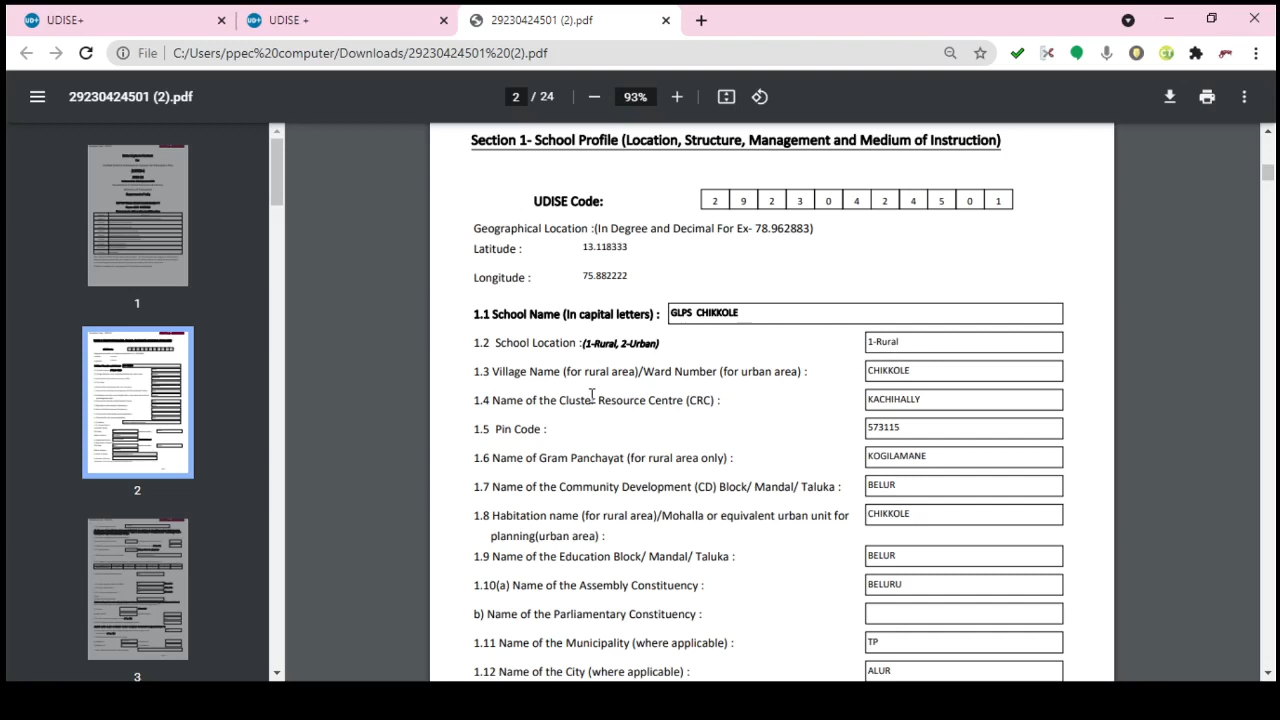 UDISE+
UDISE +
29230424501 (2).pdf
File
C:/Users/ppec%20computer/Downloads/29230424501%20(2).pdf
29230424501 (2).pdf
2 / 24
93%
1
2
3
Section 1- School Profile (Location, Structure, Management and Medium of Instruction)
UDISE Code: 2 9 2 3 0 4 2 4 5 0 1
Geographical Location :(In Degree and Decimal For Ex- 78.962883)
Latitude : 13.118333
Longitude : 75.882222
1.1 School Name (In capital letters) : GLPS CHIKKOLE
1.2 School Location :(1-Rural, 2-Urban) 1-Rural
1.3 Village Name (for rural area)/Ward Number (for urban area) : CHIKKOLE
1.4 Name of the Cluster Resource Centre (CRC) : KACHIHALLY
1.5 Pin Code : 573115
1.6 Name of Gram Panchayat (for rural area only) : KOGILAMANE
1.7 Name of the Community Development (CD) Block/ Mandal/ Taluka : BELUR
1.8 Habitation name (for rural area)/Mohalla or equivalent urban unit for CHIKKOLE
planning(urban area) :
1.9 Name of the Education Block/ Mandal/ Taluka : BELUR
1.10(a) Name of the Assembly Constituency : BELURU
b) Name of the Parliamentary Constituency :
1.11 Name of the Municipality (where applicable) : TP
1.12 Name of the City (where applicable) : ALUR